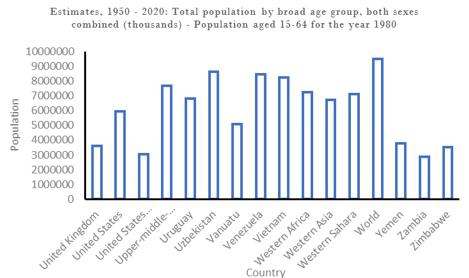 Estimates, 1950 - 2020: Total population by broad age group, both sexes
combined (thousands) - Population aged 15-64 for the year 1980
Population
10000000
9000000
8000000
7000000
6000000
5000000
4000000
3000000
2000000
1000000
0
United Kingdom
United States
United States...
Upper-middle-...
Uruguay
Uzbekistan
Vanuatu
Venezuela
Vietnam
Western Africa
Western Asia
Western Sahara
World
Yemen
Zambia
Zimbabwe
Country